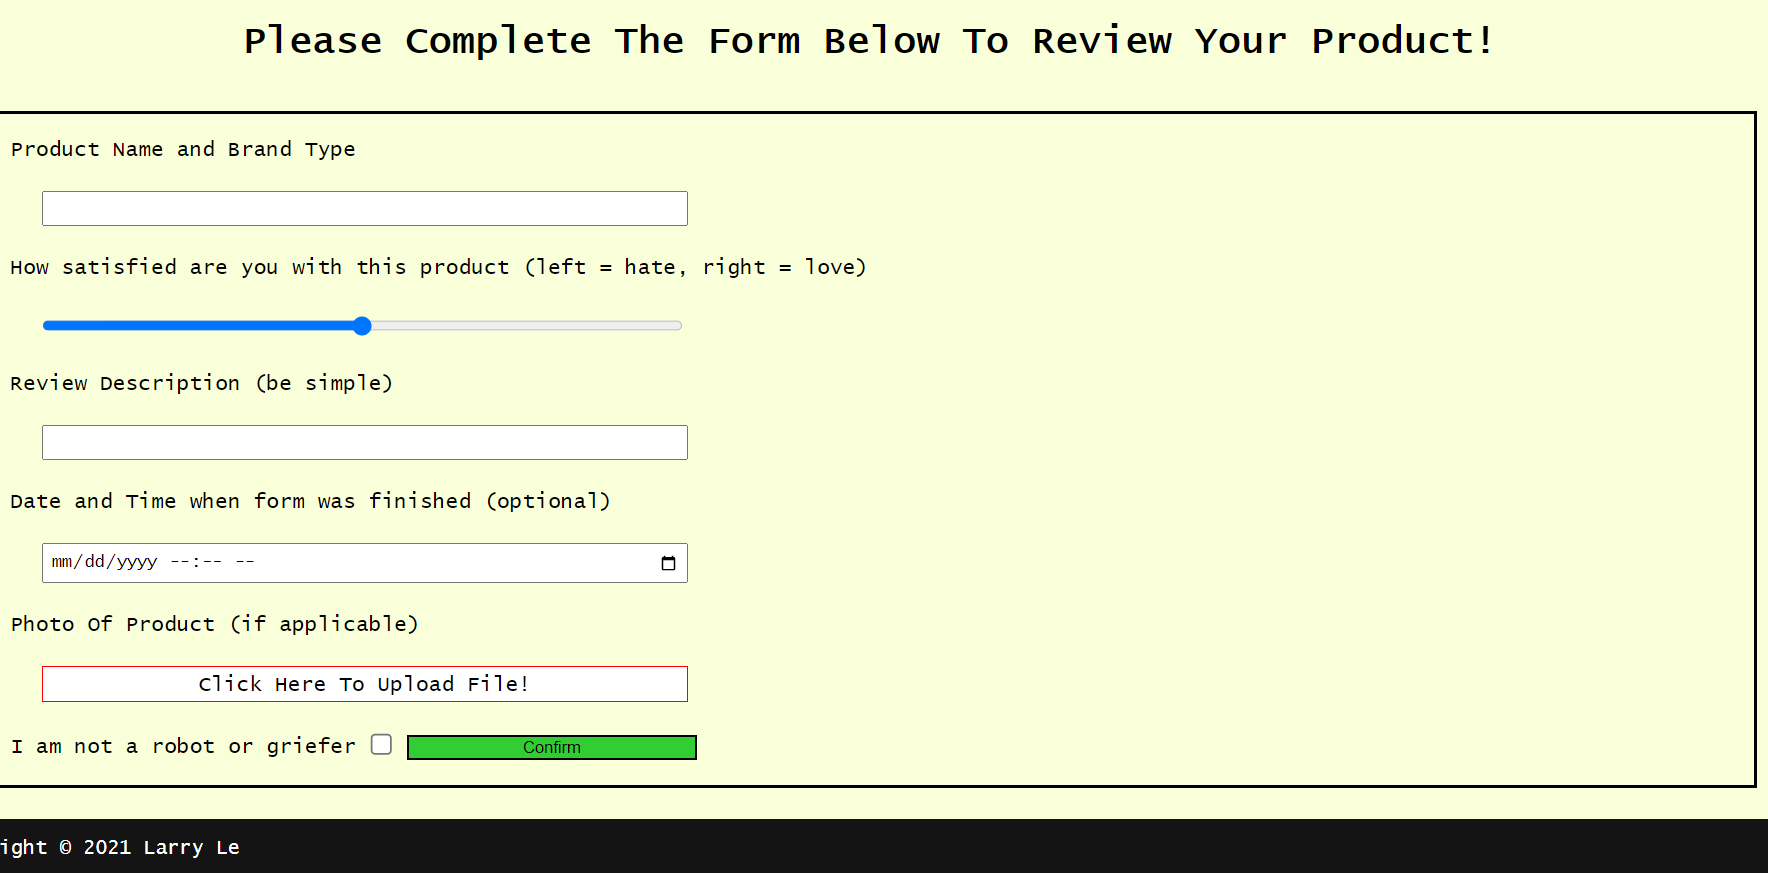 Please Complete The Form Below To Review Your Product!
Product Name and Brand Type
How satisfied are you with this product (left = hate, right = love)
Review Description (be simple)
Date and Time when form was finished (optional)
mm/dd/yyyy --:-- --
Photo Of Product (if applicable)
Click Here To Upload File!
I am not a robot or griefer Confirm
ight © 2021 Larry Le